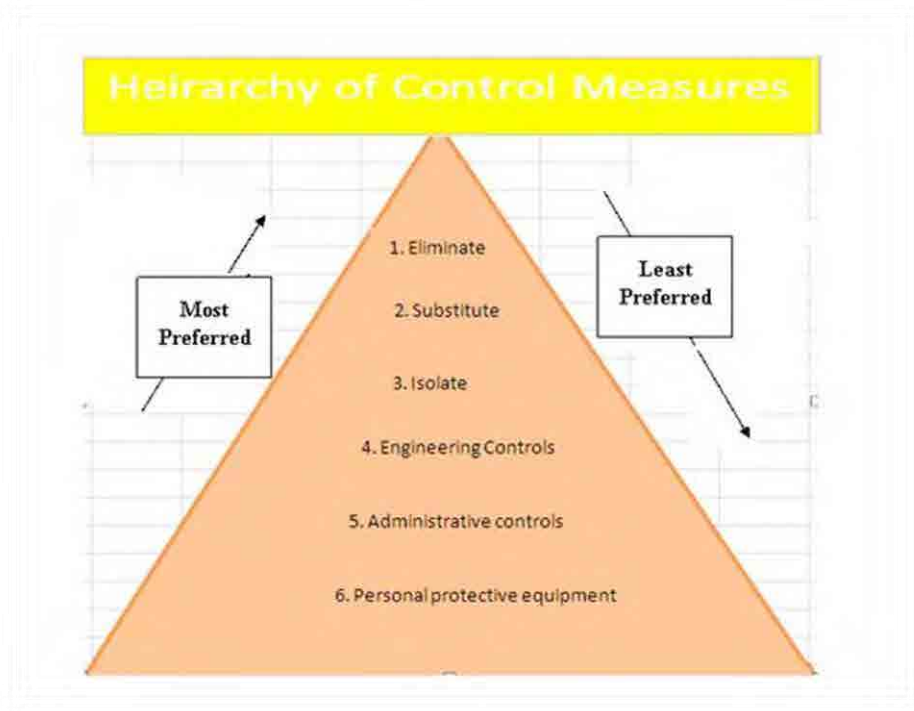 Heirarchy of Control Measures
1. Eliminate
Least
Preferred
Most
Preferred
2. Substitute
3. Isolate
4. Engineering Controls
5. Administrative controls
6. Personal protective equipment